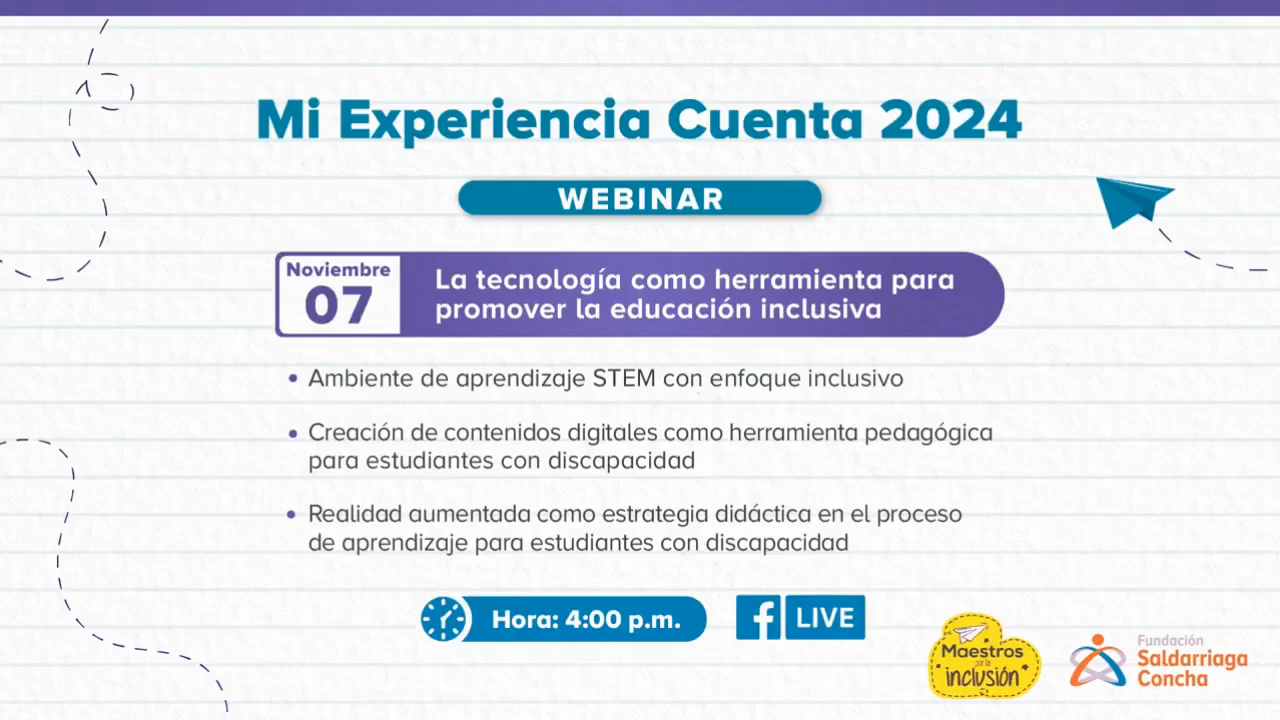 Mi Experiencia Cuenta 2024
WEBINAR
Noviembre
07
La tecnología como herramienta para
promover la educación inclusiva
• Ambiente de aprendizaje STEM con enfoque inclusivo
• Creación de contenidos digitales como herramienta pedagógica
para estudiantes con discapacidad
• Realidad aumentada como estrategia didáctica en el proceso
de aprendizaje para estudiantes con discapacidad
Hora: 4:00 p.m.
f LIVE
Maestros
por la
inclusión
Fundación
Saldarriaga
Concha